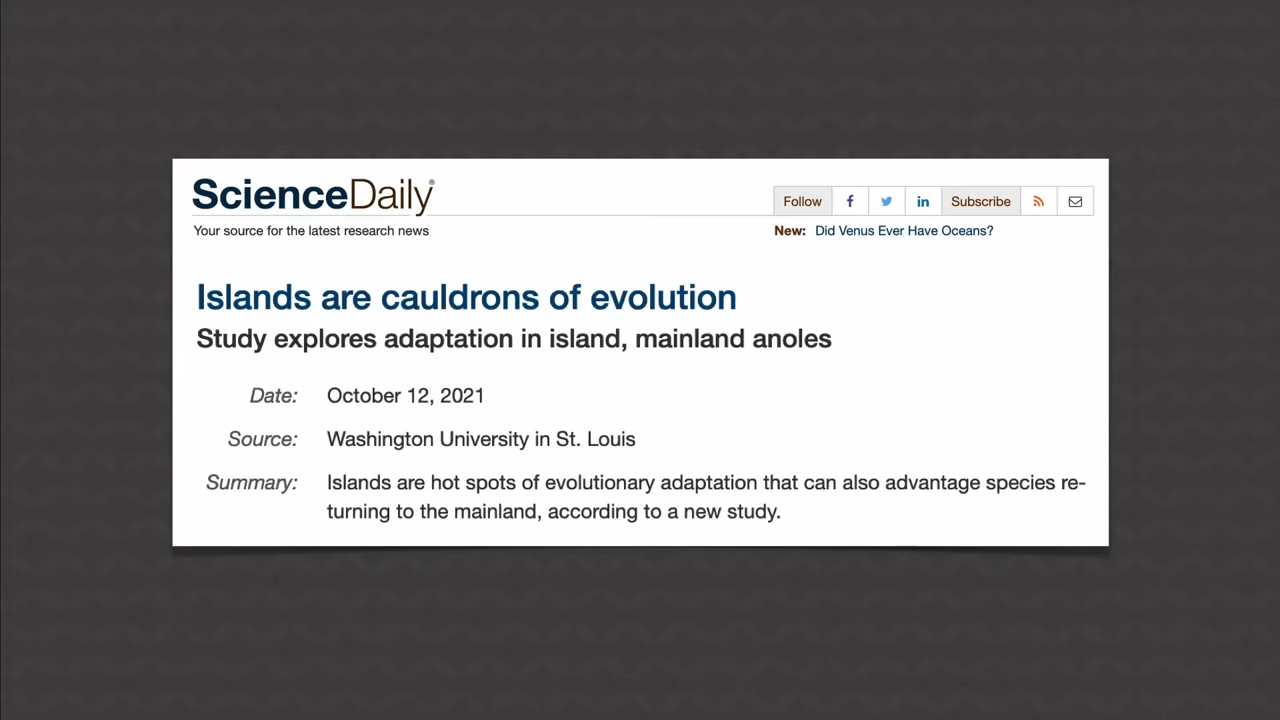 ScienceDaily®
Your source for the latest research news
Follow
Subscribe
New: Did Venus Ever Have Oceans?
Islands are cauldrons of evolution
Study explores adaptation in island, mainland anoles
Date: October 12, 2021
Source: Washington University in St. Louis
Summary: Islands are hot spots of evolutionary adaptation that can also advantage species re-
turning to the mainland, according to a new study.